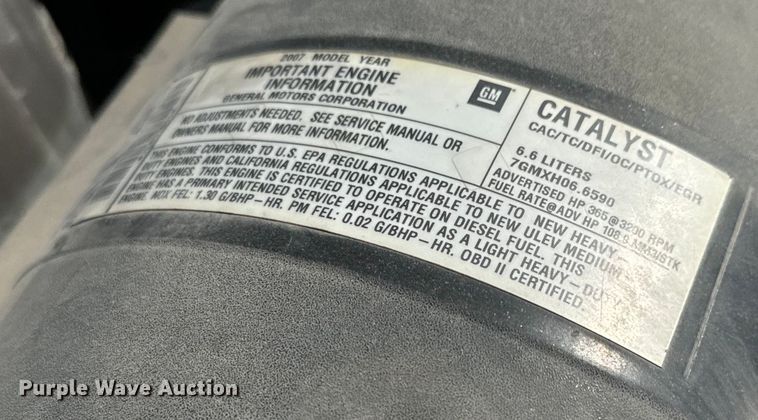 2007 MODEL YEAR
IMPORTANT ENGINE
INFORMATION
GENERAL MOTORS CORPORATION
GM
NO ADJUSTMENTS NEEDED. SEE SERVICE MANUAL OR
OWNERS MANUAL FOR MORE INFORMATION.
THIS ENGINE CONFORMS TO U.S. EPA REGULATIONS APPLICABLE TO NEW HEAVY-
DUTY ENGINES AND CALIFORNIA REGULATIONS APPLICABLE TO NEW ULEV MEDIUM
DUTY ENGINES. THIS ENGINE IS CERTIFIED TO OPERATE ON DIESEL FUEL. THIS
ENGINE HAS A PRIMARY INTENDED SERVICE APPLICATION AS A LIGHT HEAVY-DUTY
ENGINE. NOX FEL: 1.30 G/BHP-HR. PM FEL: 0.02 G/BHP-HR. OBD II CERTIFIED.
CATALYST
CAC/TC/DFI/OC/PTOX/EGR
6.6 LITERS
7GMXH06.6590
ADVERTISED HP 365@3200 RPM
FUEL RATE@ADV HP 108.6 MM3/STK
Purple Wave Auction